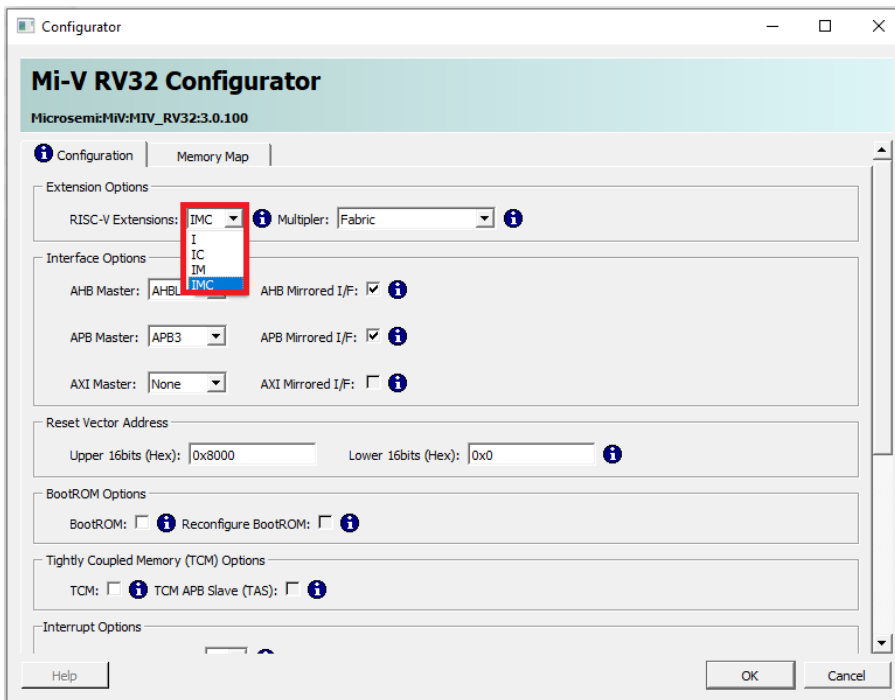 Configurator
Mi-V RV32 Configurator
Microsemi:MiV:MIV_RV32:3.0.100
Configuration Memory Map
Extension Options
RISC-V Extensions: IMC Multipler: Fabric
I
IC
IM
IMC
Interface Options
AHB Master: AHBL AHB Mirrored I/F:
APB Master: APB3 APB Mirrored I/F:
AXI Master: None AXI Mirrored I/F:
Reset Vector Address
Upper 16bits (Hex): 0x8000 Lower 16bits (Hex): 0x0
BootROM Options
BootROM: Reconfigure BootROM:
Tightly Coupled Memory (TCM) Options
TCM: TCM APB Slave (TAS):
Interrupt Options
Help OK Cancel